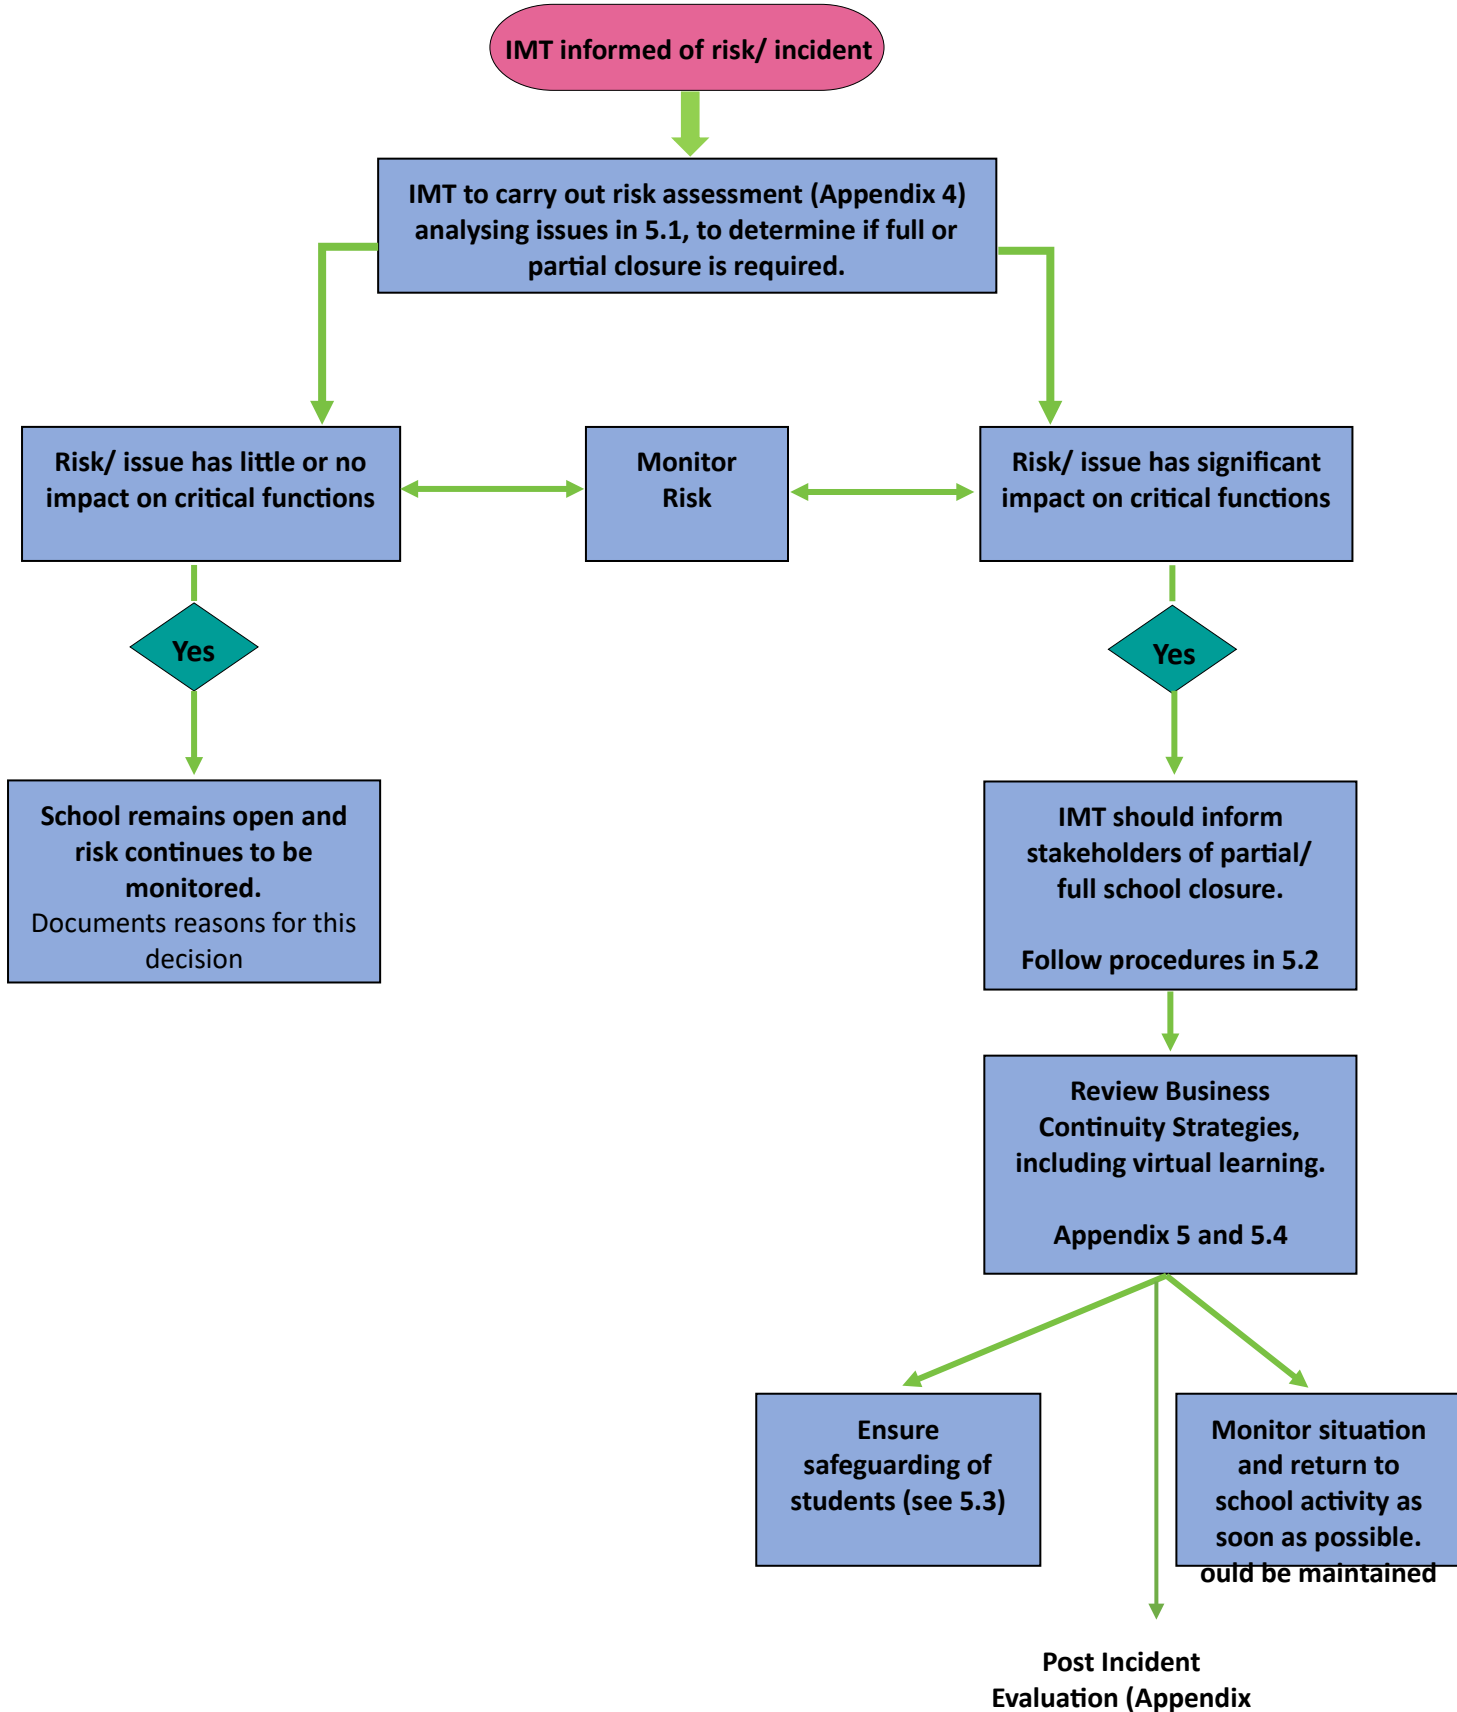 IMT informed of risk/ incident
IMT to carry out risk assessment (Appendix 4)
analysing issues in 5.1, to determine if full or
partial closure is required.
Risk/ issue has little or no
impact on critical functions
Monitor
Risk
Risk/ issue has significant
impact on critical functions
Yes
Yes
School remains open and
risk continues to be
monitored.
Documents reasons for this
decision
IMT should inform
stakeholders of partial/
full school closure.
Follow procedures in 5.2
Review Business
Continuity Strategies,
including virtual learning.
Appendix 5 and 5.4
Ensure
safeguarding of
students (see 5.3)
Monitor situation
and return to
school activity as
soon as possible.
ould be maintained
Post Incident
Evaluation (Appendix